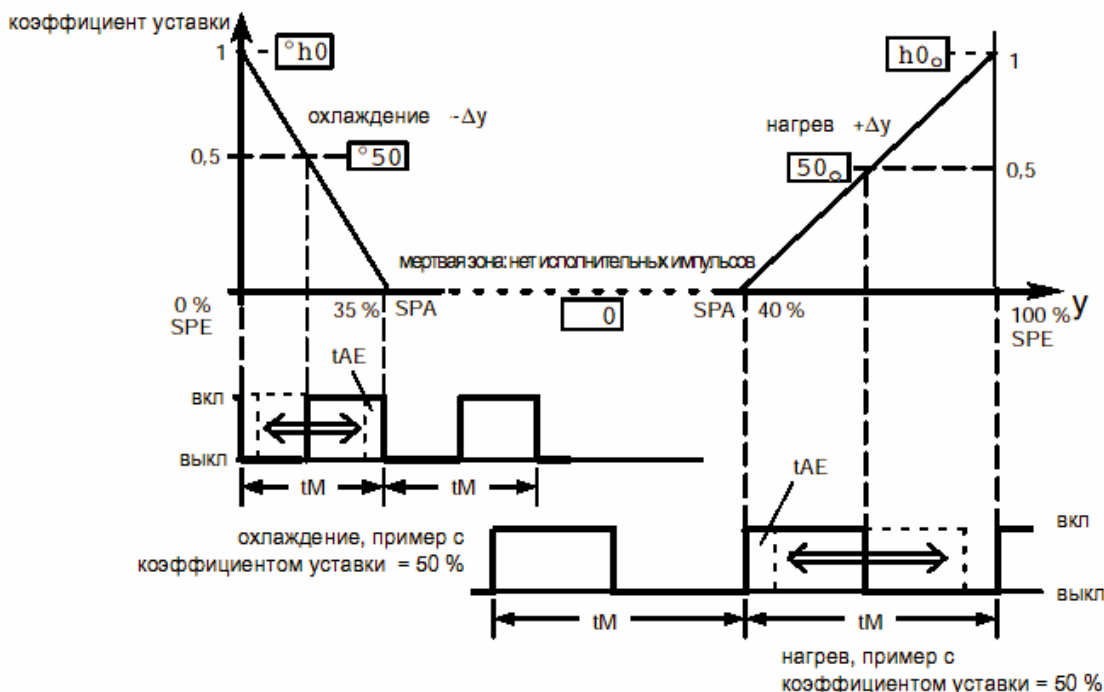 коэффициент уставки
1
°h0
h0o
1
охлаждение -Δy
нагрев +Δy
0,5
°50
50o
0,5
мертвая зона: нет исполнительных импульсов
0 %
SPE
35 %
SPA
0
SPA
40 %
100 %
SPE
y
tAE
вкл
выкл
tM
tM
tAE
вкл
выкл
охлаждение, пример с
коэффициентом уставки = 50 %
tM
tM
нагрев, пример с
коэффициентом уставки = 50 %